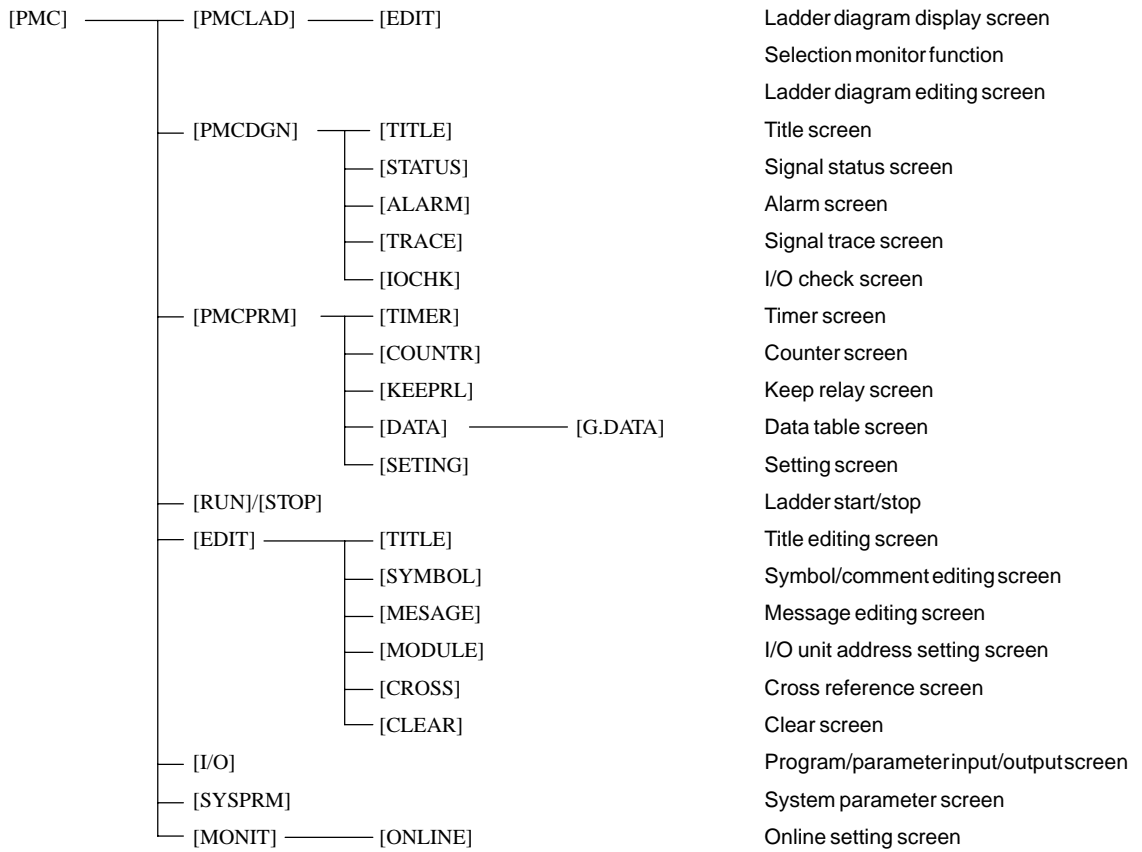 [PMC] [PMCLAD] [EDIT] Ladder diagram display screen
Selection monitor function
Ladder diagram editing screen
[PMCDGN] [TITLE] Title screen
[STATUS] Signal status screen
[ALARM] Alarm screen
[TRACE] Signal trace screen
[IOCHK] I/O check screen
[PMCPRM] [TIMER] Timer screen
[COUNTR] Counter screen
[KEEPRL] Keep relay screen
[DATA] [G.DATA] Data table screen
[SETING] Setting screen
[RUN]/[STOP] Ladder start/stop
[EDIT] [TITLE] Title editing screen
[SYMBOL] Symbol/comment editing screen
[MESAGE] Message editing screen
[MODULE] I/O unit address setting screen
[CROSS] Cross reference screen
[CLEAR] Clear screen
[I/O] Program/parameter input/output screen
[SYSPRM] System parameter screen
[MONIT] [ONLINE] Online setting screen